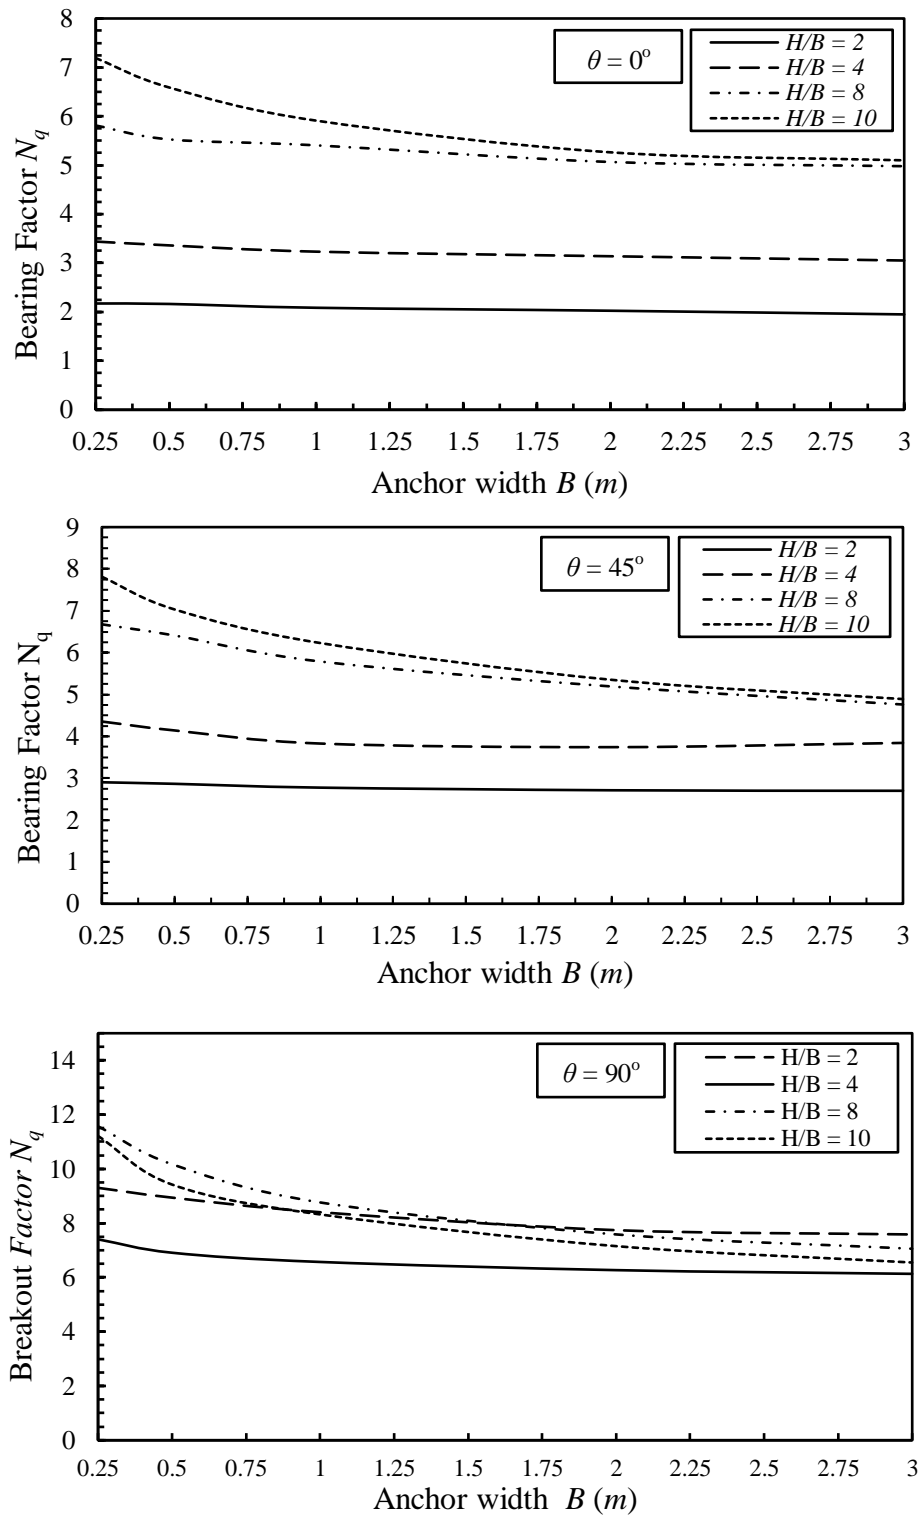 8
7
6
5
4
3
2
1
0
Bearing Factor N_q
θ = 0°
H/B = 2
H/B = 4
H/B = 8
H/B = 10
0.25 0.5 0.75 1 1.25 1.5 1.75 2 2.25 2.5 2.75 3
Anchor width B (m)
9
8
7
6
5
4
3
2
1
0
Bearing Factor N_q
θ = 45°
H/B = 2
H/B = 4
H/B = 8
H/B = 10
0.25 0.5 0.75 1 1.25 1.5 1.75 2 2.25 2.5 2.75 3
Anchor width B (m)
14
12
10
8
6
4
2
0
Breakout Factor N_q
θ = 90°
H/B = 2
H/B = 4
H/B = 8
H/B = 10
0.25 0.5 0.75 1 1.25 1.5 1.75 2 2.25 2.5 2.75 3
Anchor width B (m)